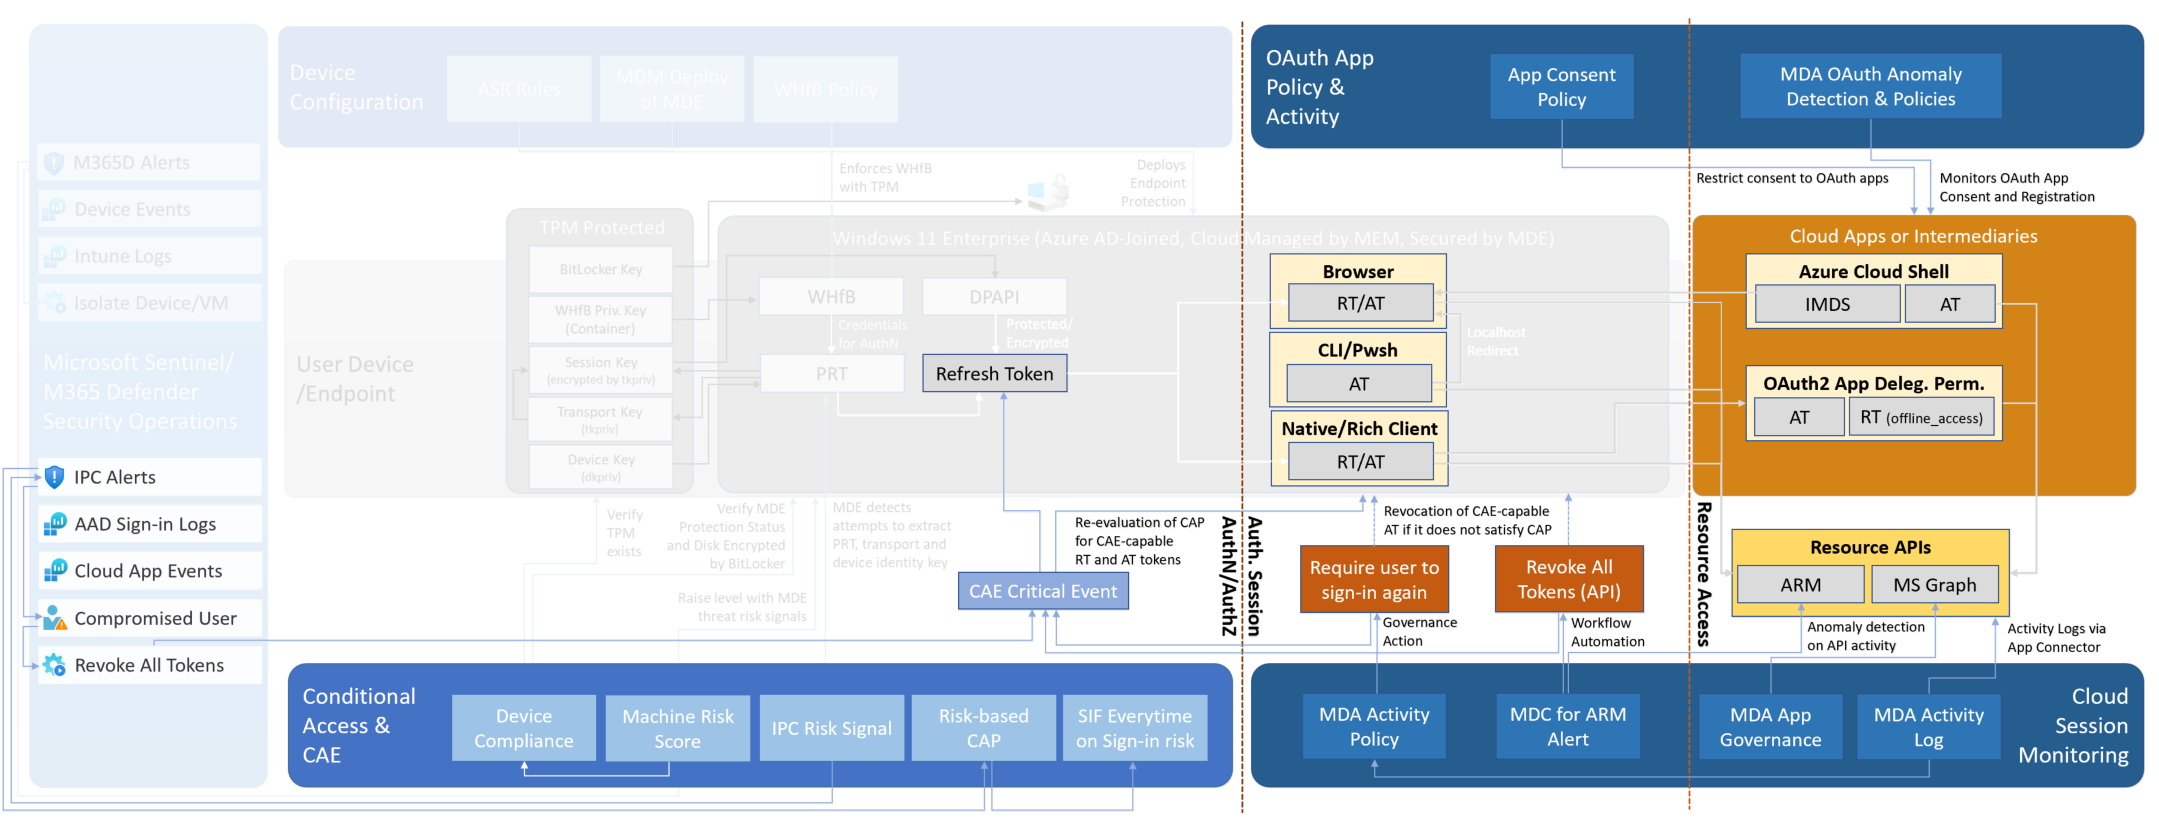 Device
Configuration
ASR Rules
MDM Deploy
of MDE
WHfB Policy
OAuth App
Policy &
Activity
App Consent
Policy
MDA OAuth Anomaly
Detection & Policies
M365D Alerts
Device Events
Intune Logs
Isolate Device/VM
Microsoft Sentinel/
M365 Defender
Security Operations
IPC Alerts
AAD Sign-in Logs
Cloud App Events
Compromised User
Revoke All Tokens
Enforces WHfB
with TPM
Deploys
Endpoint
Protection
Restrict consent to OAuth apps
Monitors OAuth App
Consent and Registration
User Device
/Endpoint
TPM Protected
BitLocker Key
WHfB Priv. Key
(Container)
Session Key
(encrypted by tkpriv)
Transport Key
(tkpriv)
Device Key
(dkpriv)
Windows 11 Enterprise (Azure AD-Joined, Cloud Managed by MEM, Secured by MDE)
WHfB
DPAPI
Credentials
for AuthN
Protected/
Encrypted
PRT
Refresh Token
Browser
RT/AT
CLI/Pwsh
AT
Native/Rich Client
RT/AT
Localhost
Redirect
Cloud Apps or Intermediaries
Azure Cloud Shell
IMDS
AT
OAuth2 App Deleg. Perm.
AT
RT (offline_access)
Verify
TPM
exists
Verify MDE
Protection Status
and Disk Encrypted
by BitLocker
MDE detects
attempts to extract
PRT, transport and
device identity key
Raise level with MDE
threat risk signals
Re-evaluation of CAP
for CAE-capable
RT and AT tokens
CAE Critical Event
AuthN/AuthZ
Auth. Session
Revocation of CAE-capable
AT if it does not satisfy CAP
Require user to
sign-in again
Revoke All
Tokens (API)
Governance
Action
Workflow
Automation
Resource Access
Resource APIs
ARM
MS Graph
Anomaly detection
on API activity
Activity Logs via
App Connector
Conditional
Access &
CAE
Device
Compliance
Machine Risk
Score
IPC Risk Signal
Risk-based
CAP
SIF Everytime
on Sign-in risk
MDA Activity
Policy
MDC for ARM
Alert
MDA App
Governance
MDA Activity
Log
Cloud
Session
Monitoring